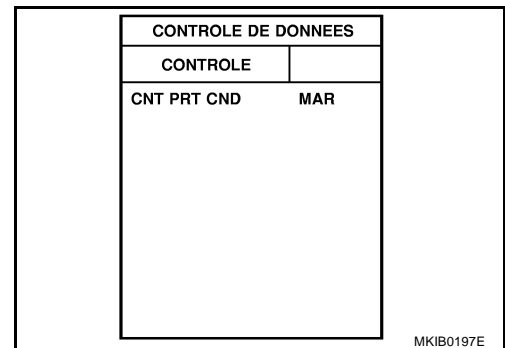 CONTROLE DE DONNEES
CONTROLE
CNT PRT CND MAR
MKIB0197E